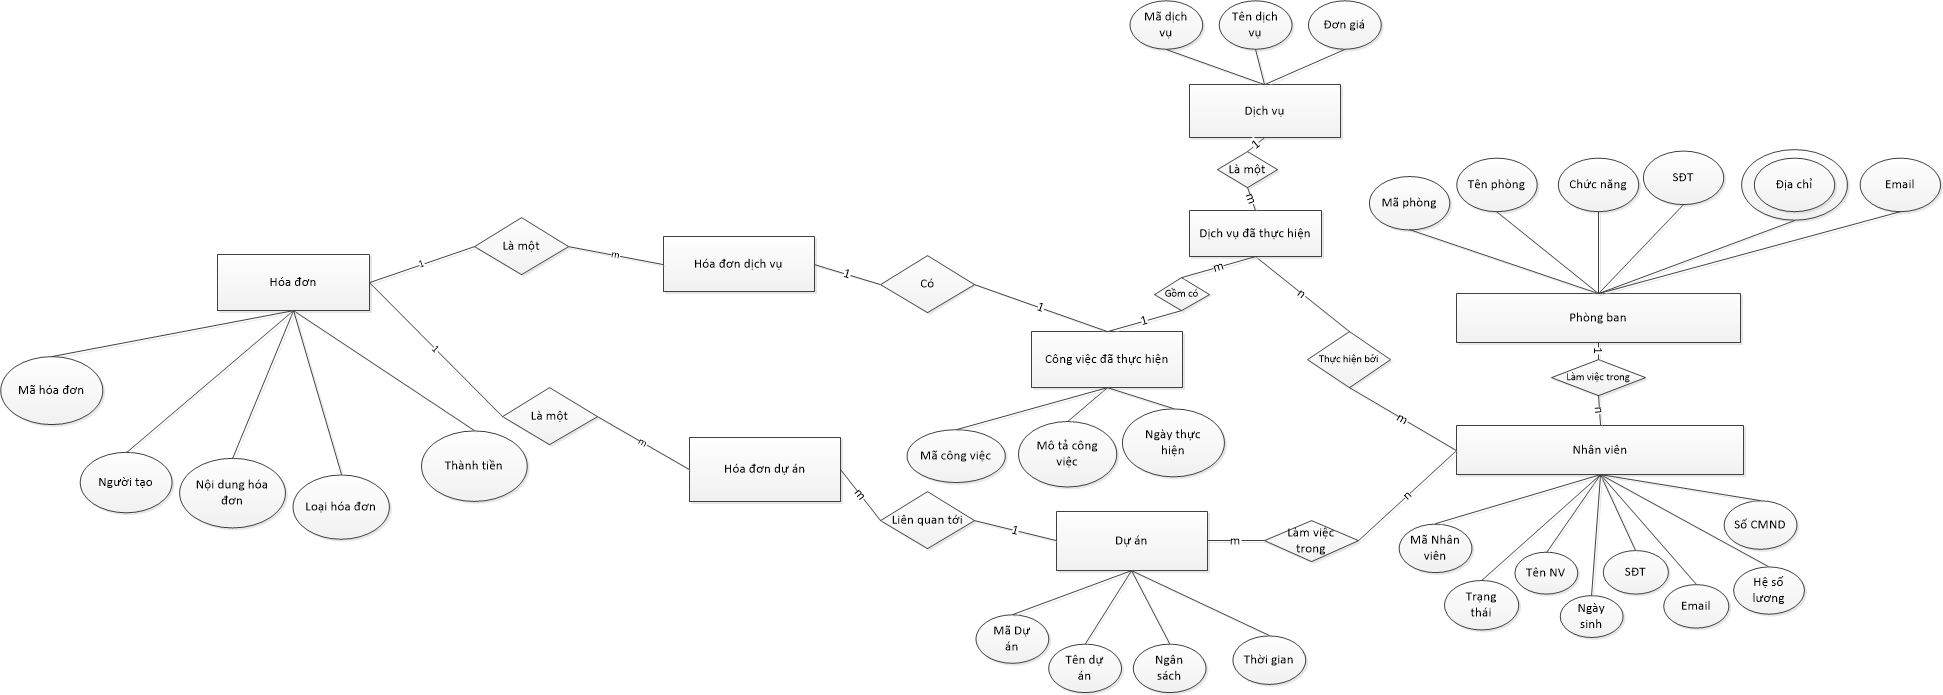 Mã dịch
vụ
Tên dịch
vụ
Đơn giá
Dịch vụ
1
Là một
m
Dịch vụ đã thực hiện
Mã phòng
Tên phòng
Chức năng
SĐT
Địa chỉ
Email
Hóa đơn
1
Là một
m
Hóa đơn dịch vụ
1
Có
1
m
Gồm có
1
n
Thực hiện bởi
m
Phòng ban
1
Làm việc trong
n
Công việc đã thực hiện
Nhân viên
1
Là một
m
Hóa đơn dự án
Mã hóa đơn
Người tạo
Nội dung hóa
đơn
Loại hóa đơn
Thành tiền
Mã công việc
Mô tả công
việc
Ngày thực
hiện
m
Liên quan tới
1
Dự án
m
Làm việc
trong
n
Mã Nhân
viên
Trạng
thái
Tên NV
Ngày
sinh
SĐT
Email
Hệ số
lương
Số CMND
Mã Dự
án
Tên dự
án
Ngân
sách
Thời gian